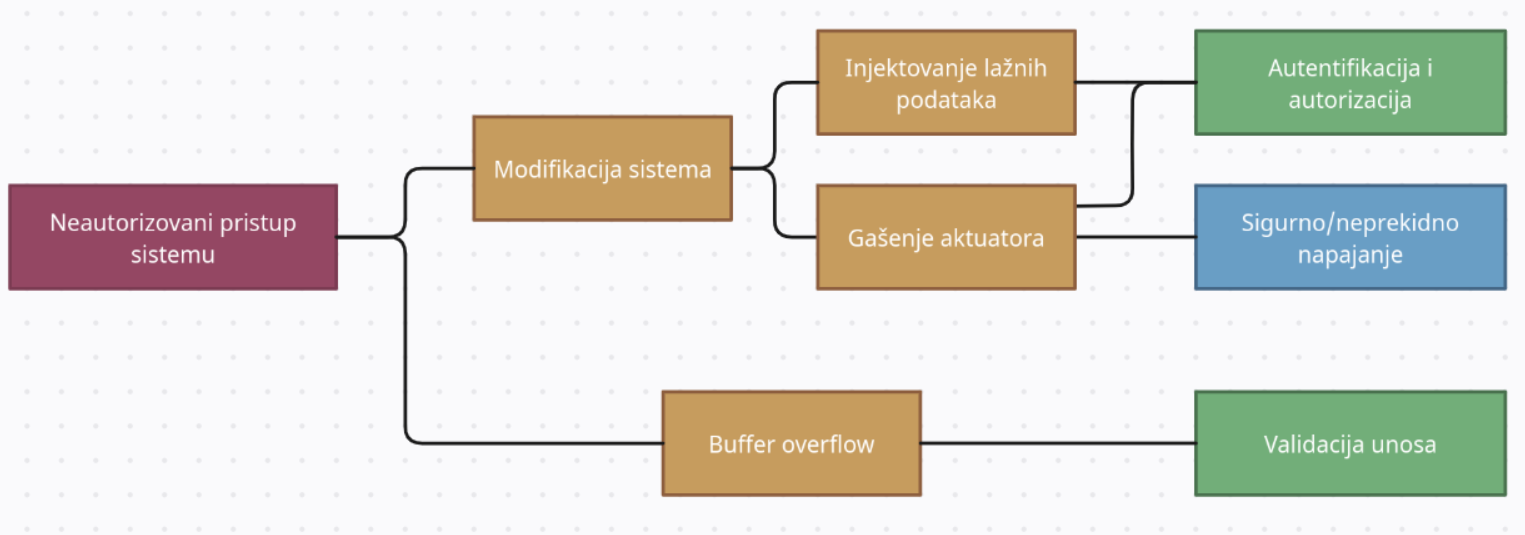 Neautorizovani pristup
sistemu
Modifikacija sistema
Injektovanje lažnih
podataka
Gašenje aktuatora
Buffer overflow
Autentifikacija i
autorizacija
Sigurno/neprekidno
napajanje
Validacija unosa